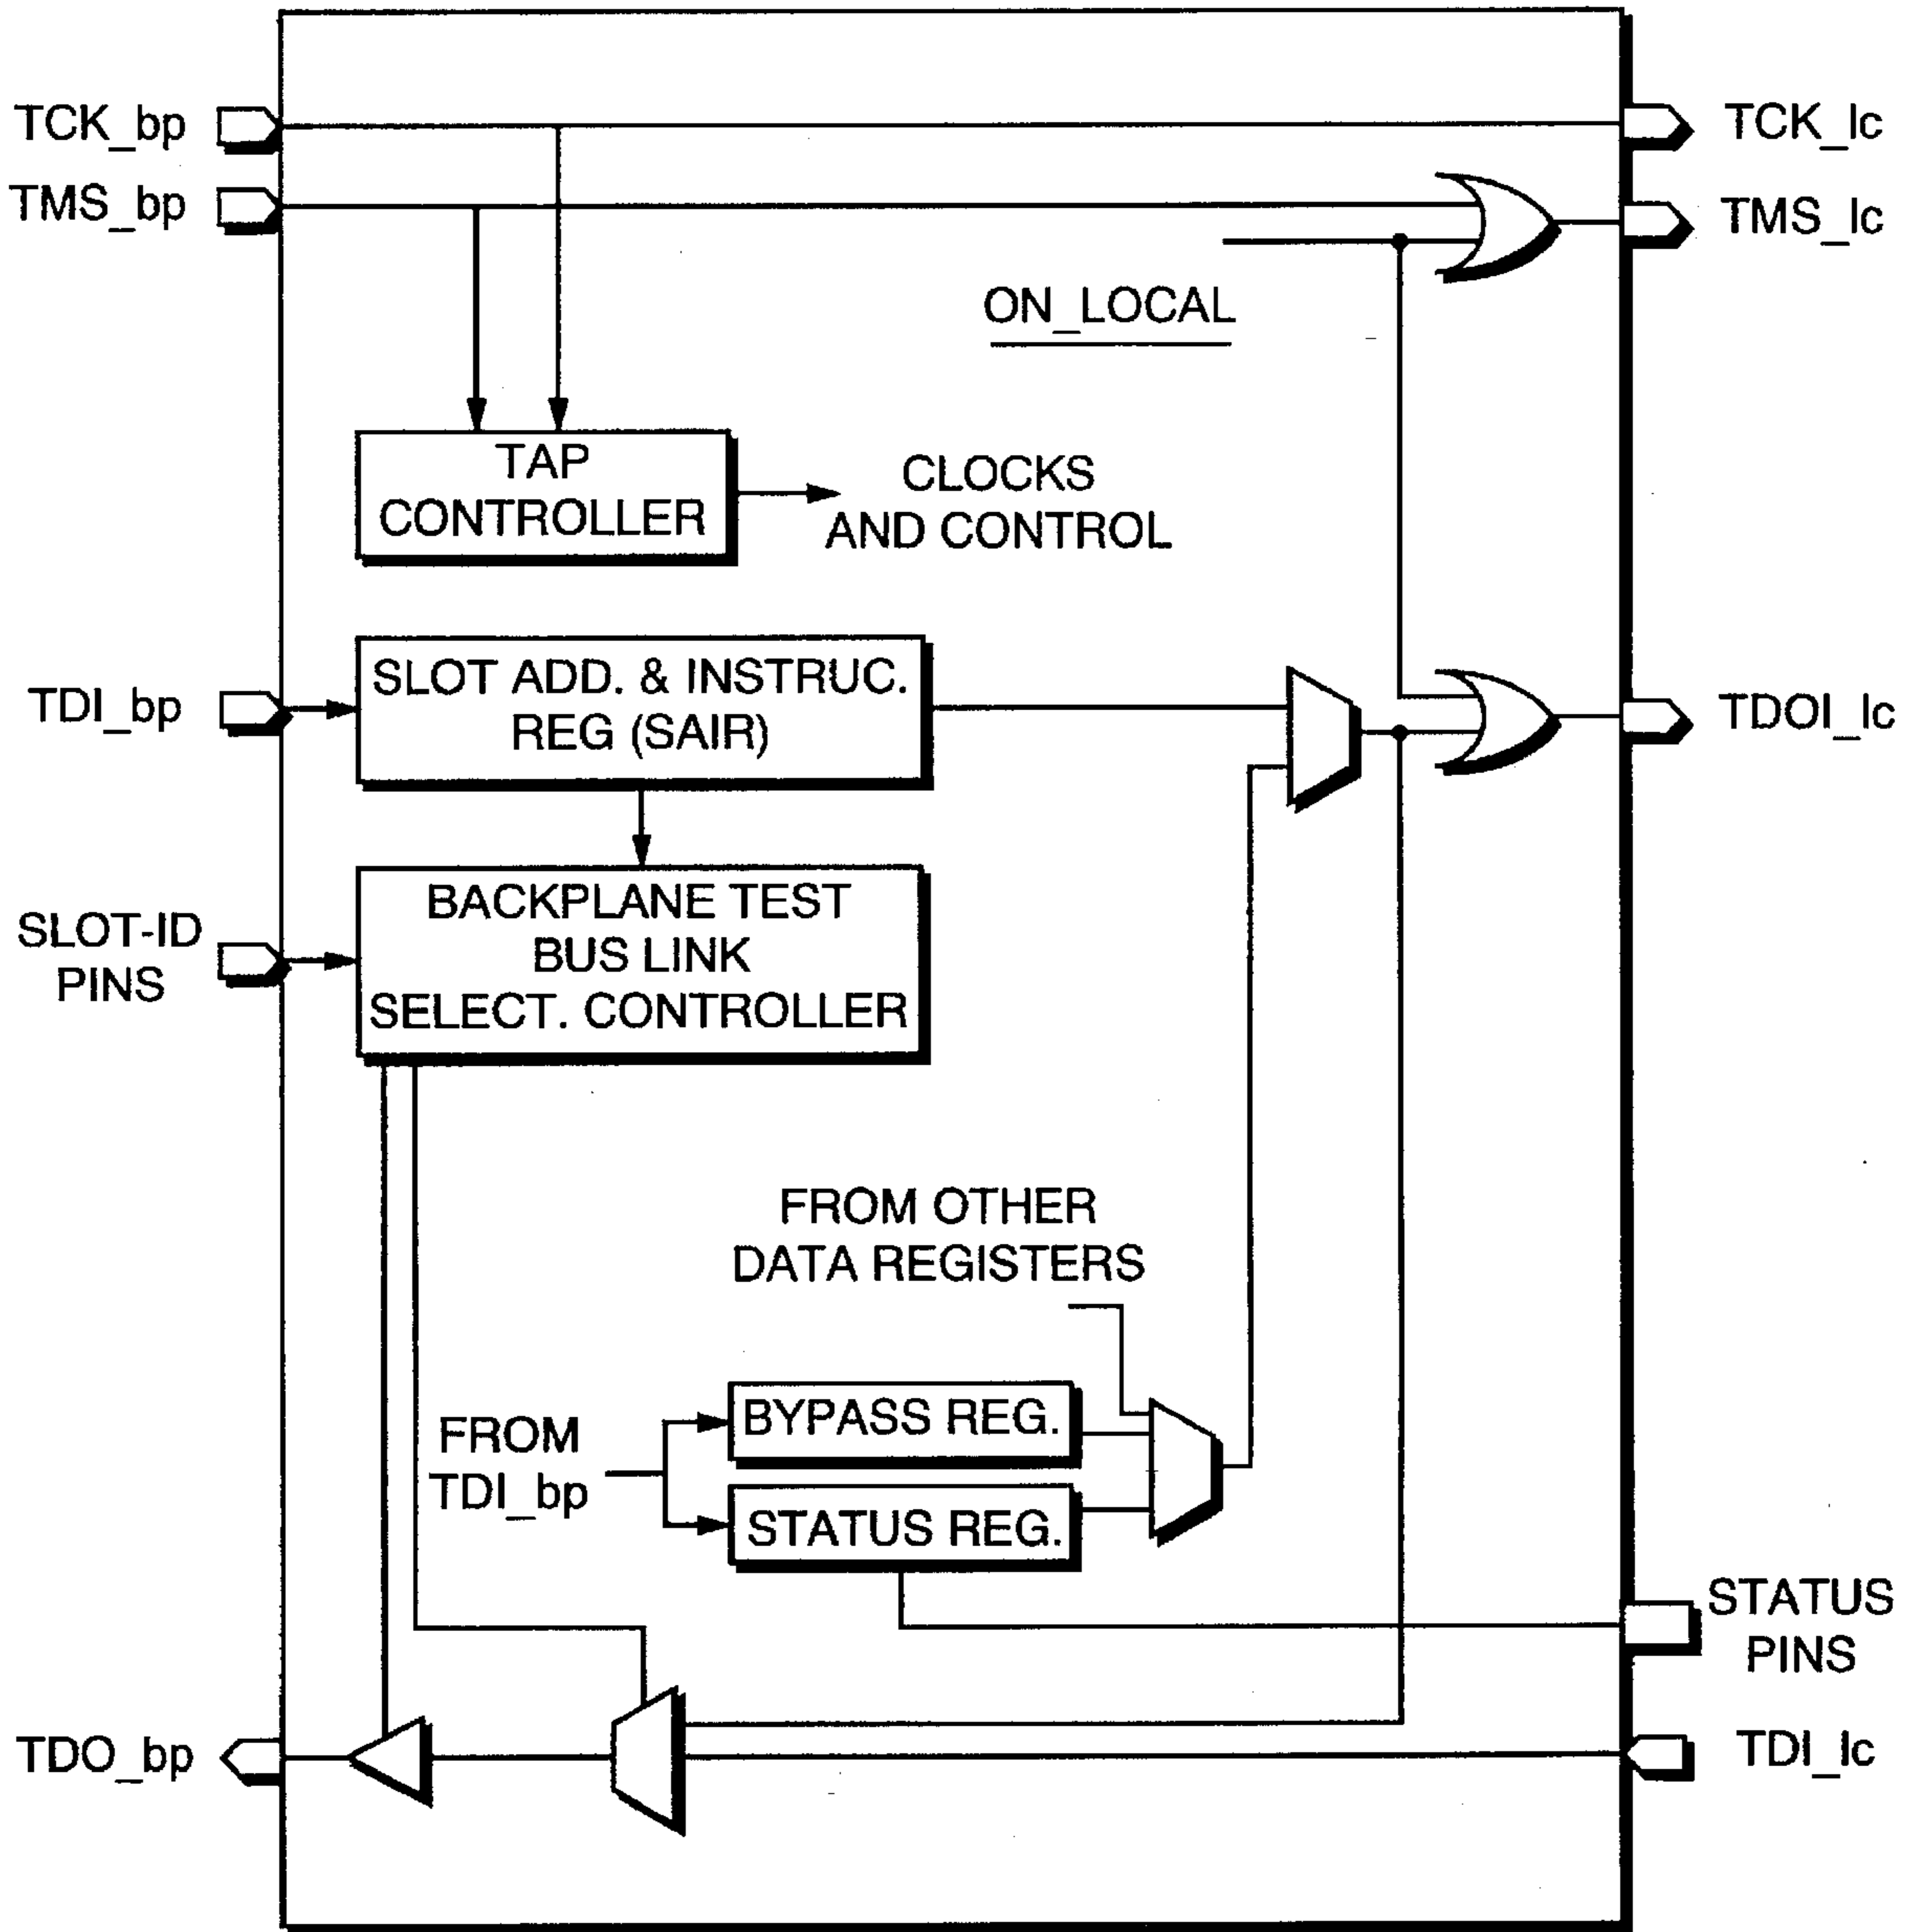 TCK_bp
TCK_lc
TMS_bp
TMS_lc
ON_LOCAL
TAP
CONTROLLER
CLOCKS
AND CONTROL
TDI_bp
SLOT ADD. & INSTRUC.
REG (SAIR)
TDOI_lc
SLOT-ID
PINS
BACKPLANE TEST
BUS LINK
SELECT. CONTROLLER
FROM OTHER
DATA REGISTERS
FROM
TDI_bp
BYPASS REG.
STATUS REG.
STATUS
PINS
TDO_bp
TDI_lc